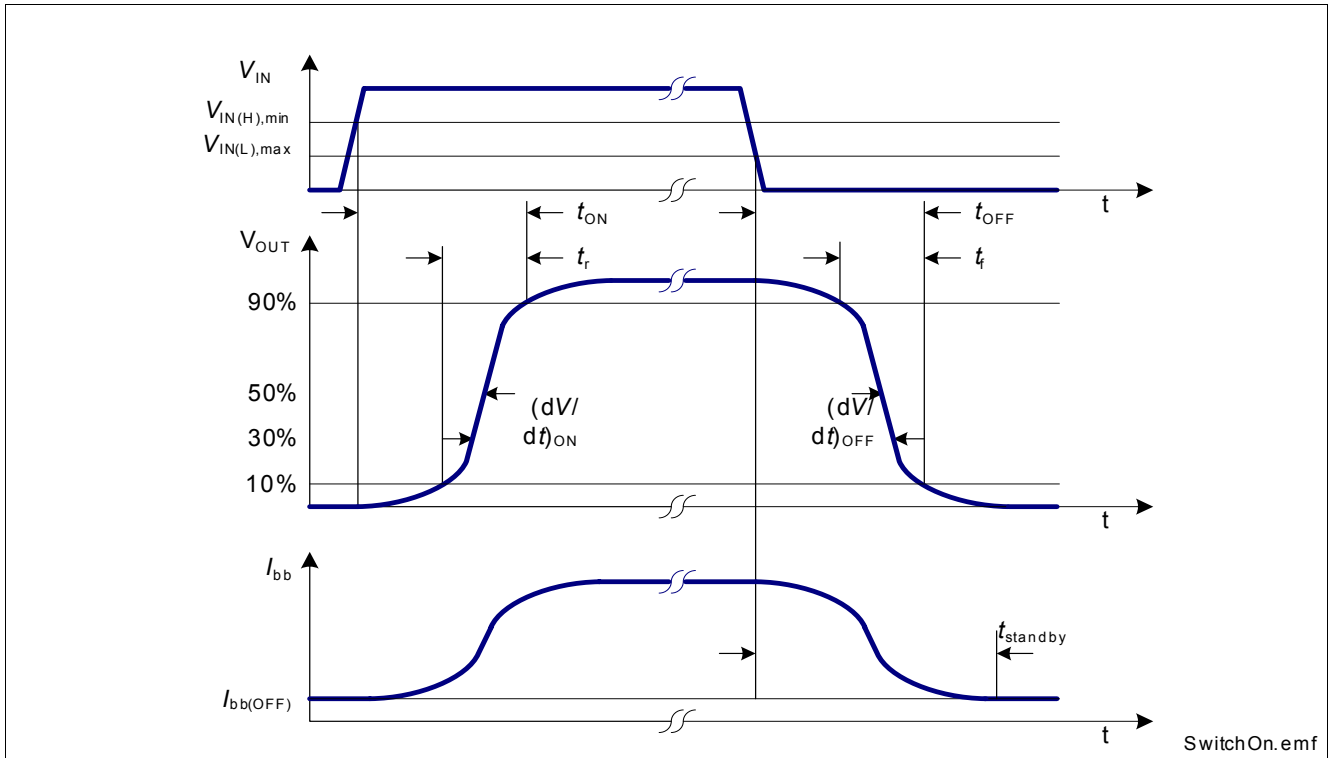 VIN
VIN(H),min
VIN(L),max
t
tON
tOFF
VOUT
tr
tf
90%
50%
(dV/
dt)ON
(dV/
dt)OFF
30%
10%
t
Ibb
tstandby
Ibb(OFF)
t
SwitchOn.emf